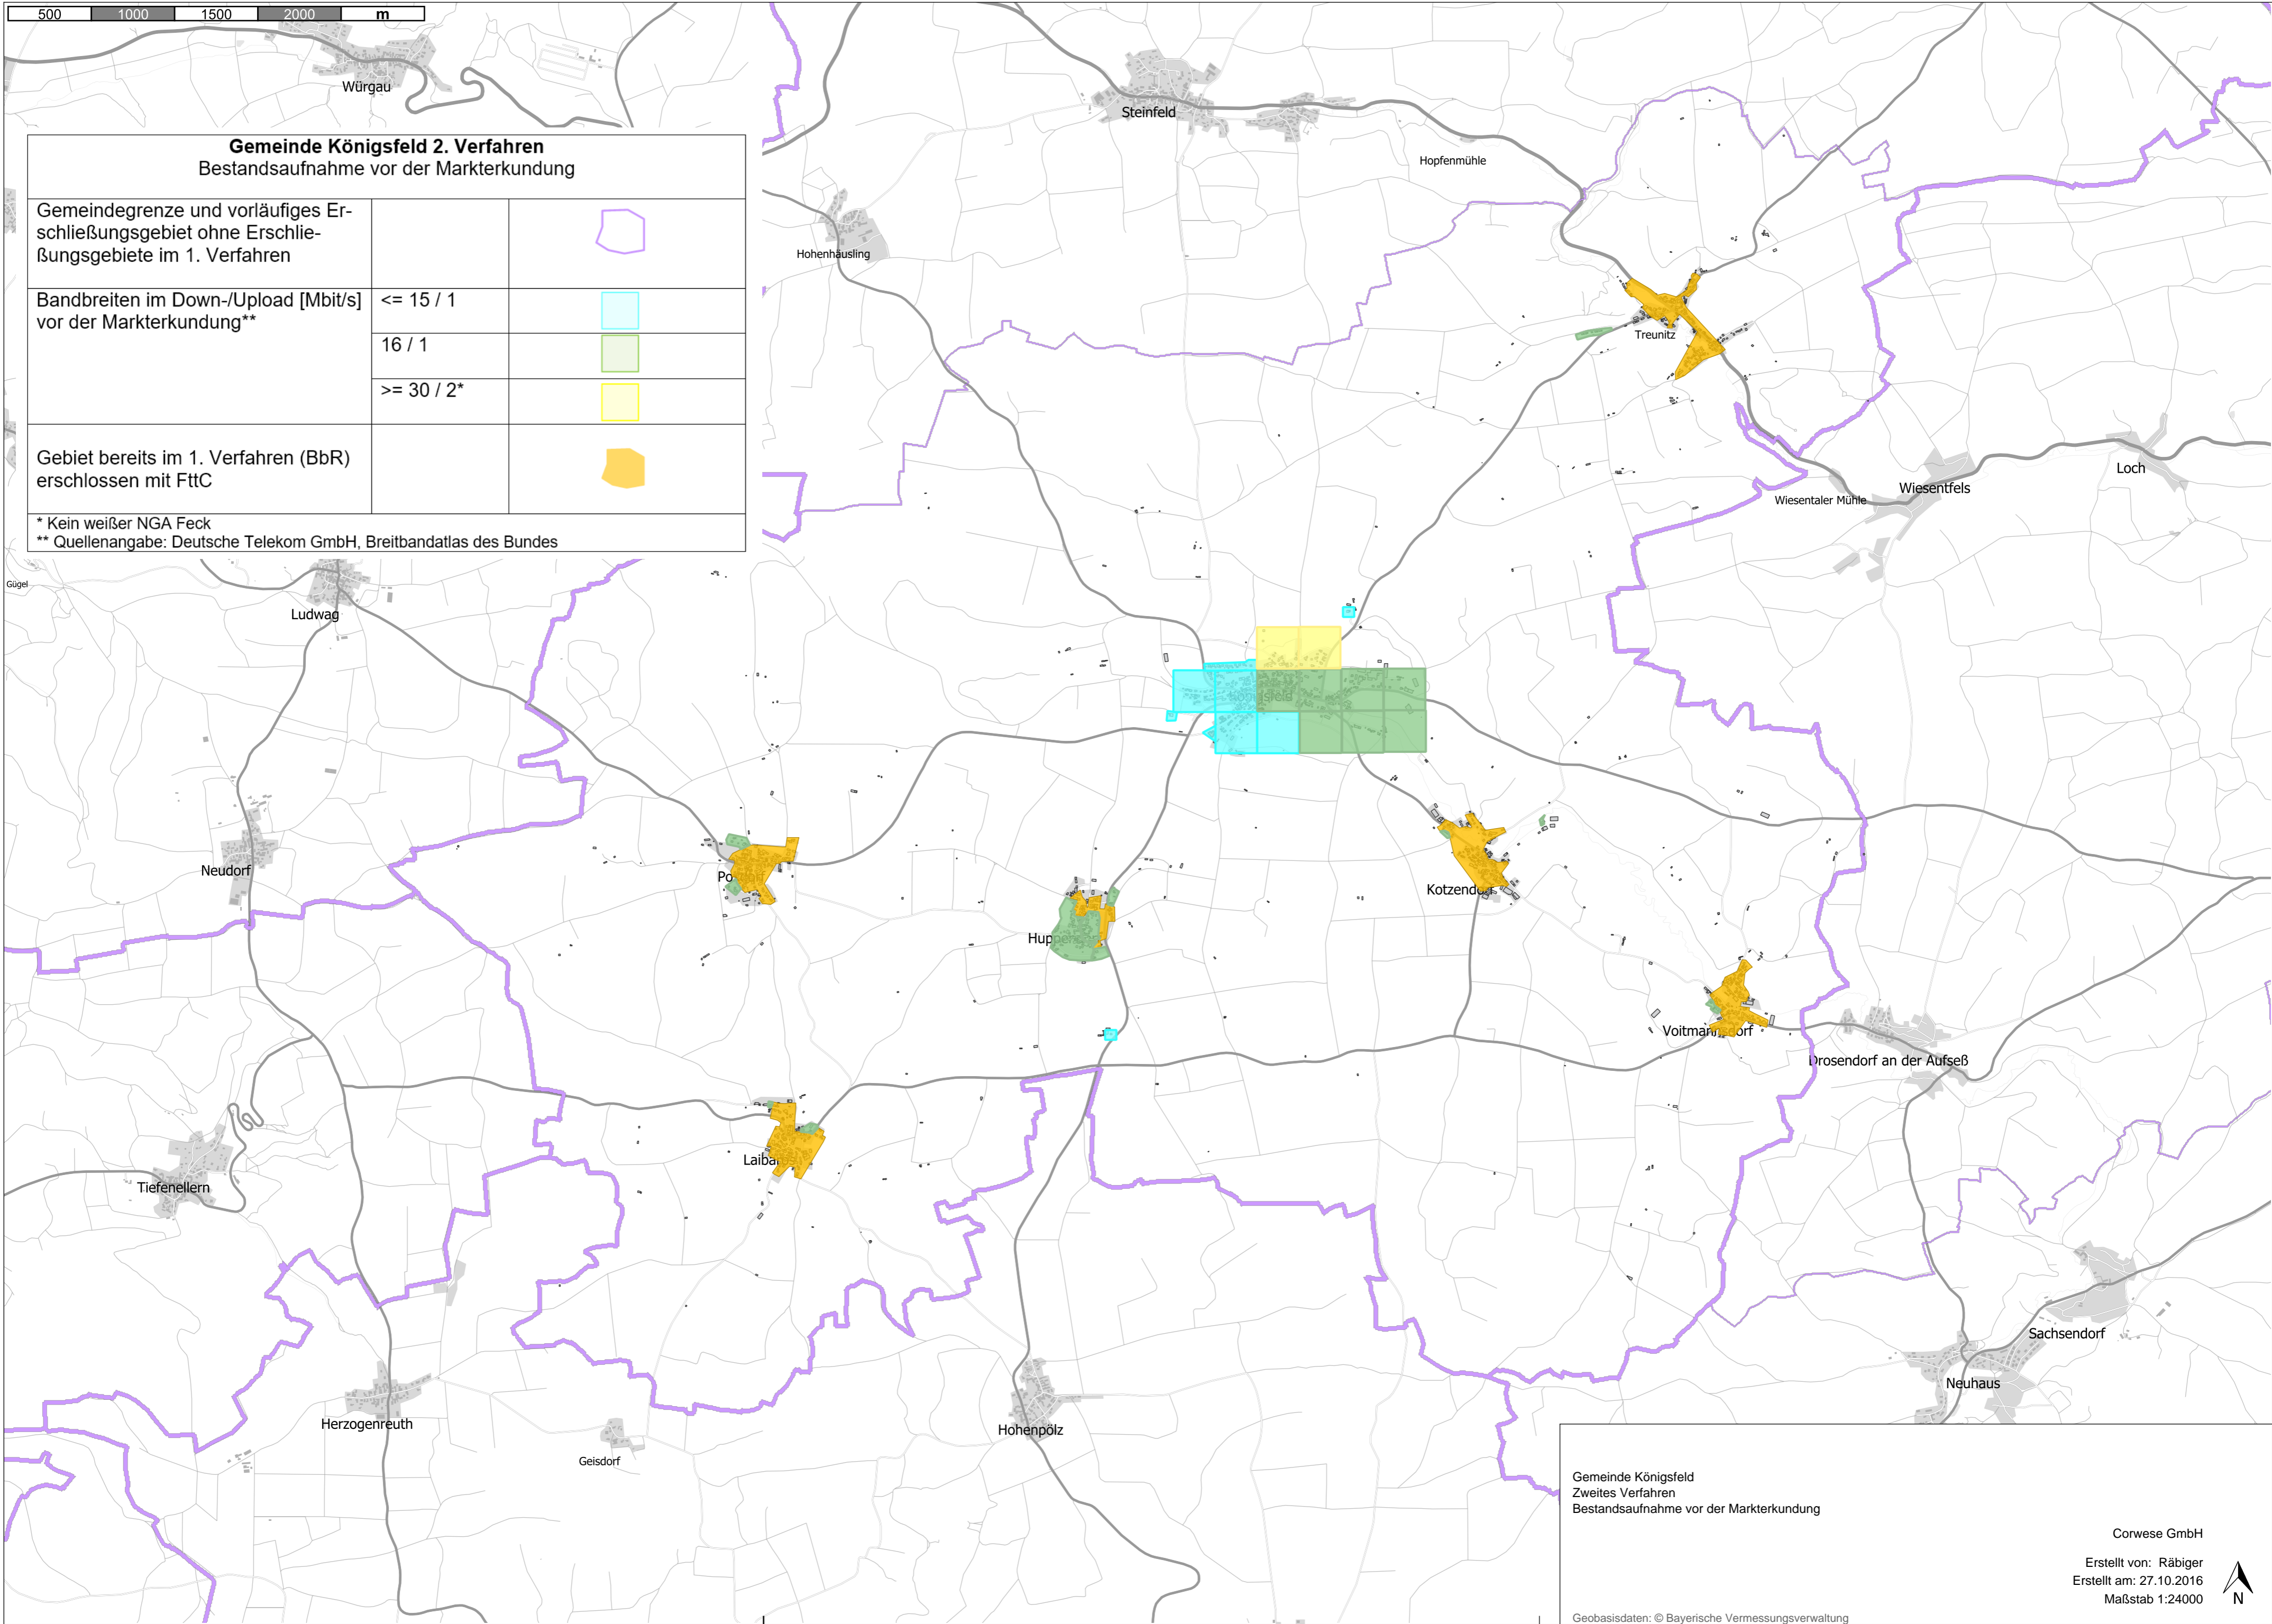 500 1000 1500 2000 m
Würgau
Steinfeld
Hopfenmühle
Gemeinde Königsfeld 2. Verfahren
Bestandsaufnahme vor der Markterkundung
Gemeindegrenze und vorläufiges Er-
schließungsgebiet ohne Erschlie-
ßungsgebiete im 1. Verfahren
Bandbreiten im Down-/Upload [Mbit/s]
vor der Markterkundung**
<= 15 / 1
16 / 1
>= 30 / 2*
Gebiet bereits im 1. Verfahren (BbR)
erschlossen mit FttC
* Kein weißer NGA Feck
** Quellenangabe: Deutsche Telekom GmbH, Breitbandatlas des Bundes
Hohenhäusling
Treunitz
Loch
Wiesentfels
Wiesentaler Mühle
Gügel
Ludwag
Neudorf
Kotzendorf
Voitmannsdorf
Drosendorf an der Aufseß
Tiefenellern
Sachsendorf
Neuhaus
Herzogenreuth
Hohenpölz
Geisdorf
Gemeinde Königsfeld
Zweites Verfahren
Bestandsaufnahme vor der Markterkundung
Corwese GmbH
Erstellt von: Räbiger
Erstellt am: 27.10.2016
Maßstab 1:24000
N
Geobasisdaten: © Bayerische Vermessungsverwaltung